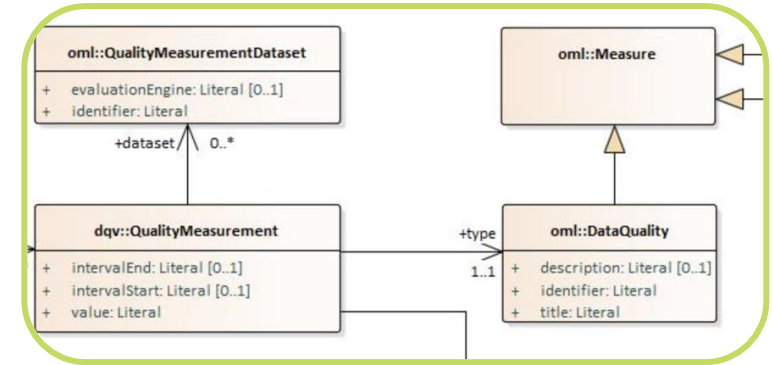 oml::QualityMeasurementDataset
+ evaluationEngine: Literal [0..1]
+ identifier: Literal
oml::Measure
+dataset 0..*
dqv::QualityMeasurement
+ intervalEnd: Literal [0..1]
+ intervalStart: Literal [0..1]
+ value: Literal
+type
1..1
oml::DataQuality
+ description: Literal [0..1]
+ identifier: Literal
+ title: Literal